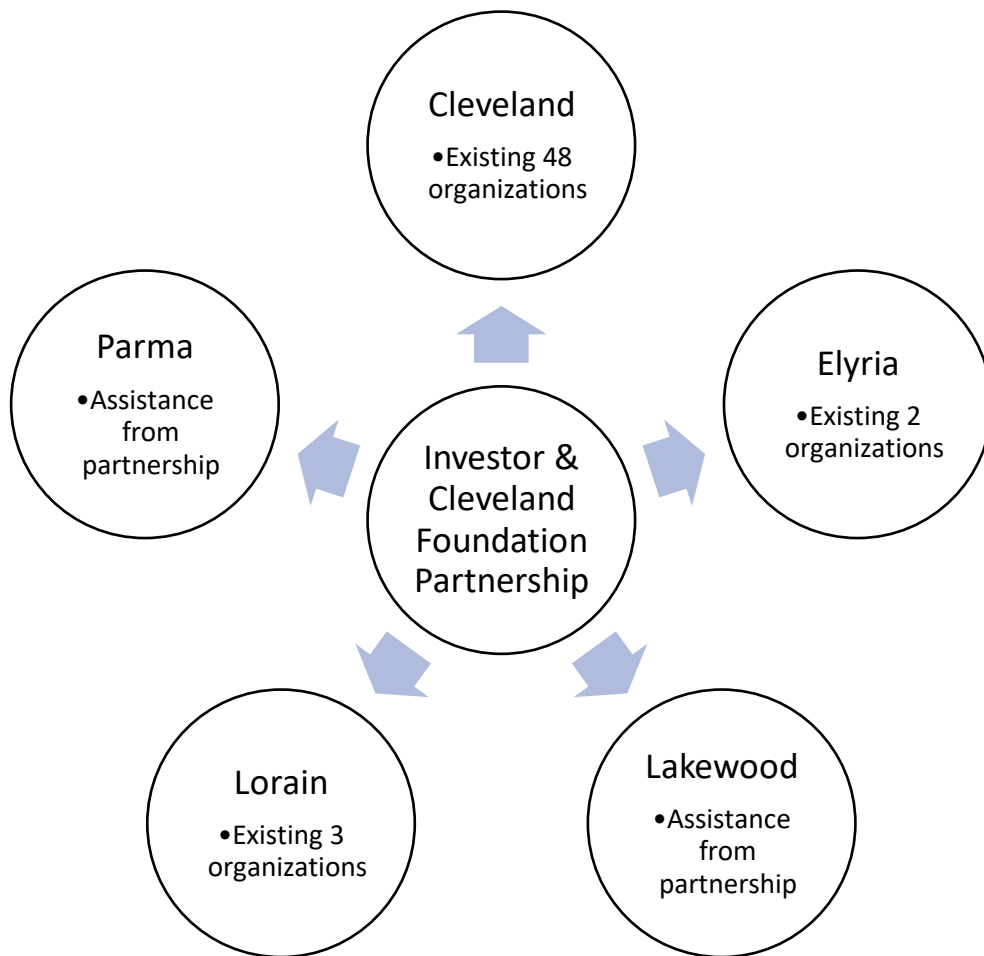 Cleveland
•Existing 48
organizations
Parma
•Assistance
from
partnership
Elyria
•Existing 2
organizations
Investor &
Cleveland
Foundation
Partnership
Lorain
•Existing 3
organizations
Lakewood
•Assistance
from
partnership